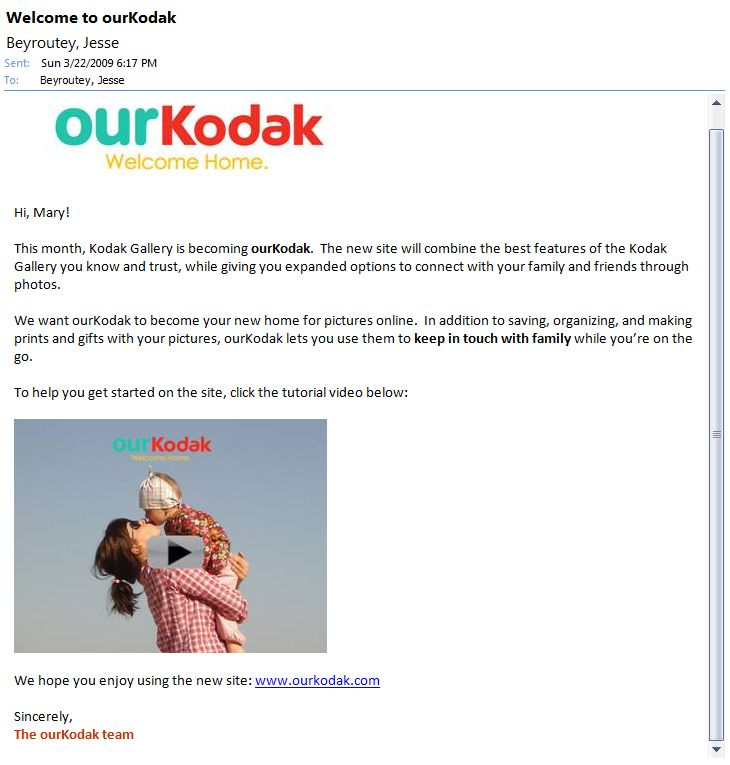 Welcome to ourKodak
Beyroutey, Jesse
Sent: Sun 3/22/2009 6:17 PM
To: Beyroutey, Jesse
ourKodak
Welcome Home.
Hi, Mary!
This month, Kodak Gallery is becoming ourKodak. The new site will combine the best features of the Kodak
Gallery you know and trust, while giving you expanded options to connect with your family and friends through
photos.
We want ourKodak to become your new home for pictures online. In addition to saving, organizing, and making
prints and gifts with your pictures, ourKodak lets you use them to keep in touch with family while you’re on the
go.
To help you get started on the site, click the tutorial video below:
ourKodak
Welcome Home.
We hope you enjoy using the new site: www.ourkodak.com
Sincerely,
The ourKodak team